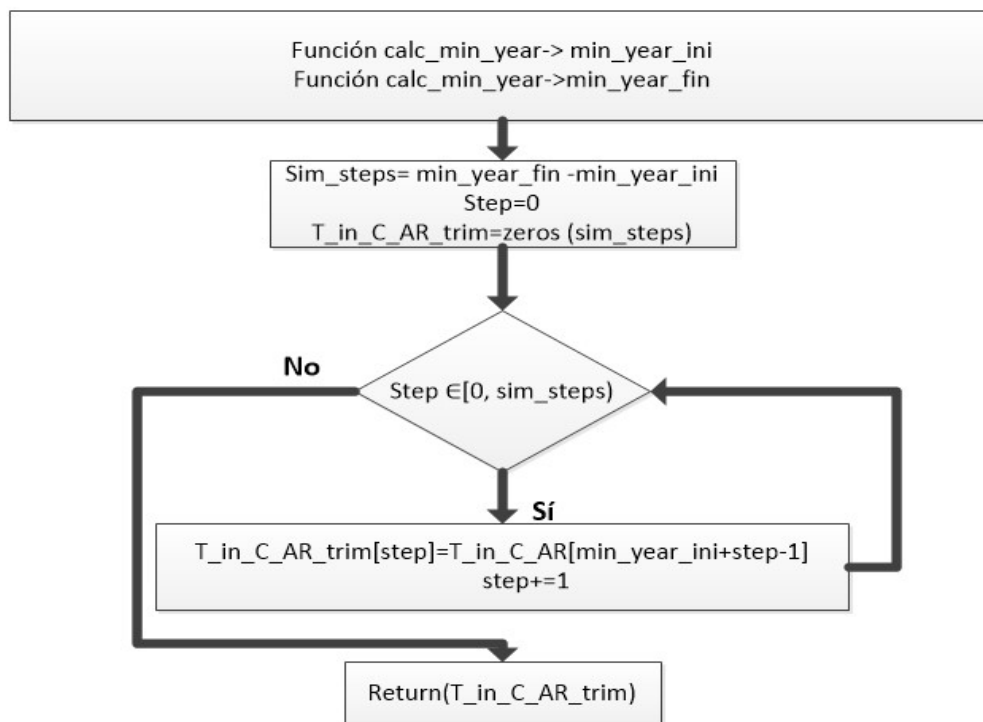 Función calc_min_year-> min_year_ini
Función calc_min_year->min_year_fin
Sim_steps= min_year_fin -min_year_ini
Step=0
T_in_C_AR_trim=zeros (sim_steps)
No
Step ∈[0, sim_steps)
Sí
T_in_C_AR_trim[step]=T_in_C_AR[min_year_ini+step-1]
step+=1
Return(T_in_C_AR_trim)